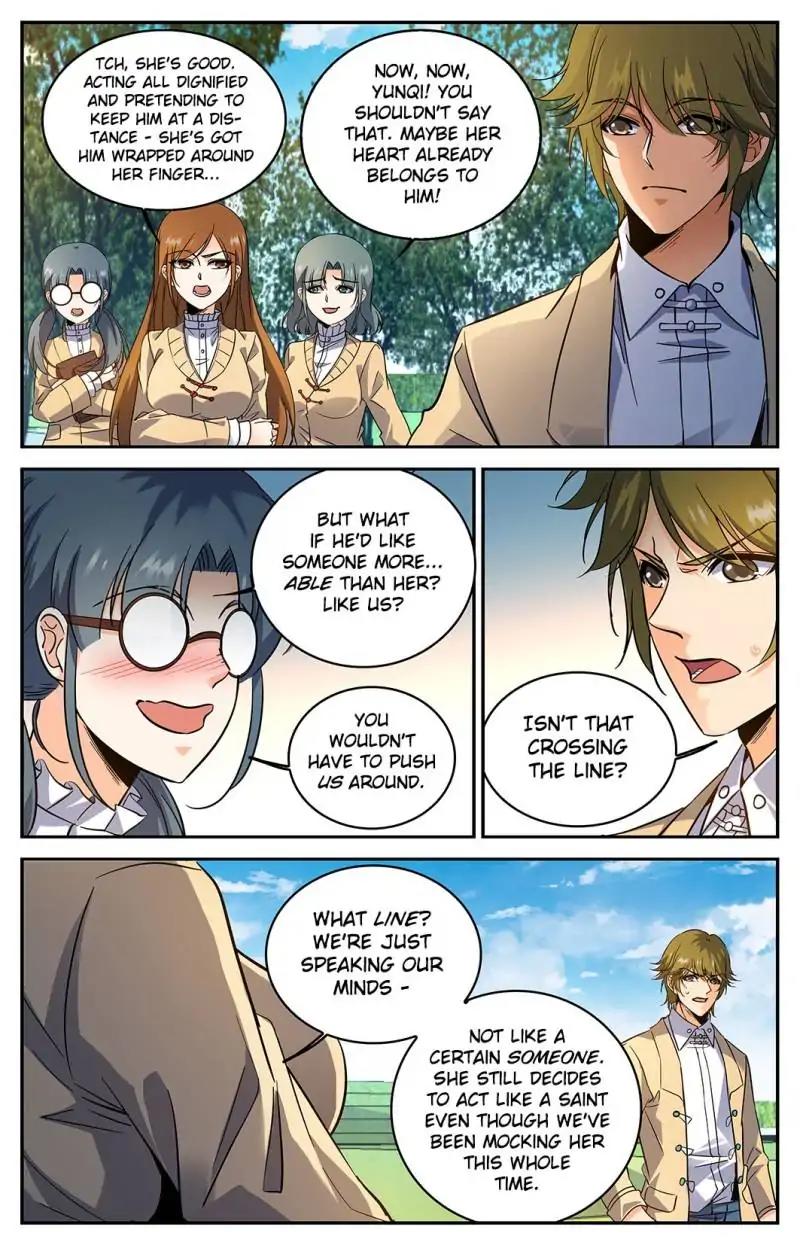 TCH, SHE'S GOOD.
ACTING ALL DIGNIFIED
AND PRETENDING TO
KEEP HIM AT A DIS-
TANCE - SHE'S GOT
HIM WRAPPED AROUND
HER FINGER...
NOW, NOW,
YUNQI! YOU
SHOULDN'T SAY
THAT. MAYBE HER
HEART ALREADY
BELONGS TO
HIM!
BUT WHAT
IF HE'D LIKE
SOMEONE MORE...
ABLE THAN HER?
LIKE US?
YOU
WOULDN'T
HAVE TO PUSH
US AROUND.
ISN'T THAT
CROSSING
THE LINE?
WHAT LINE?
WE'RE JUST
SPEAKING OUR
MINDS -
NOT LIKE A
CERTAIN SOMEONE.
SHE STILL DECIDES
TO ACT LIKE A SAINT
EVEN THOUGH WE'VE
BEEN MOCKING HER
THIS WHOLE
TIME.